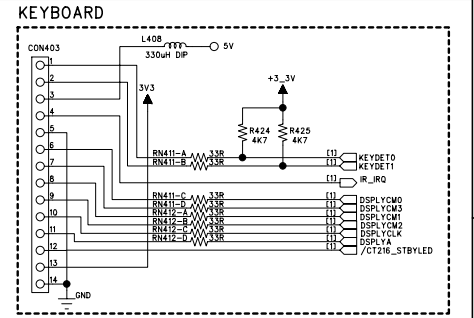 KEYBOARD
L408
330uH DIP
5V
CON403
3V3
+3_3V
1
2
3
4
5
6
7
8
9
10
11
12
13
14
R424
4K7
R425
4K7
RN411-A 33R [1] KEYDET0
RN411-B 33R [1] KEYDET1
[1] IR_IRQ
RN411-C 33R [1] DSPLYCM0
RN411-D 33R [1] DSPLYCM3
RN412-A 33R [1] DSPLYCM1
RN412-B 33R [1] DSPLYCM2
RN412-C 33R [1] DSPLYCLK
RN412-D 33R [1] DSPLYA
[1] /CT216_STBYLED
GND